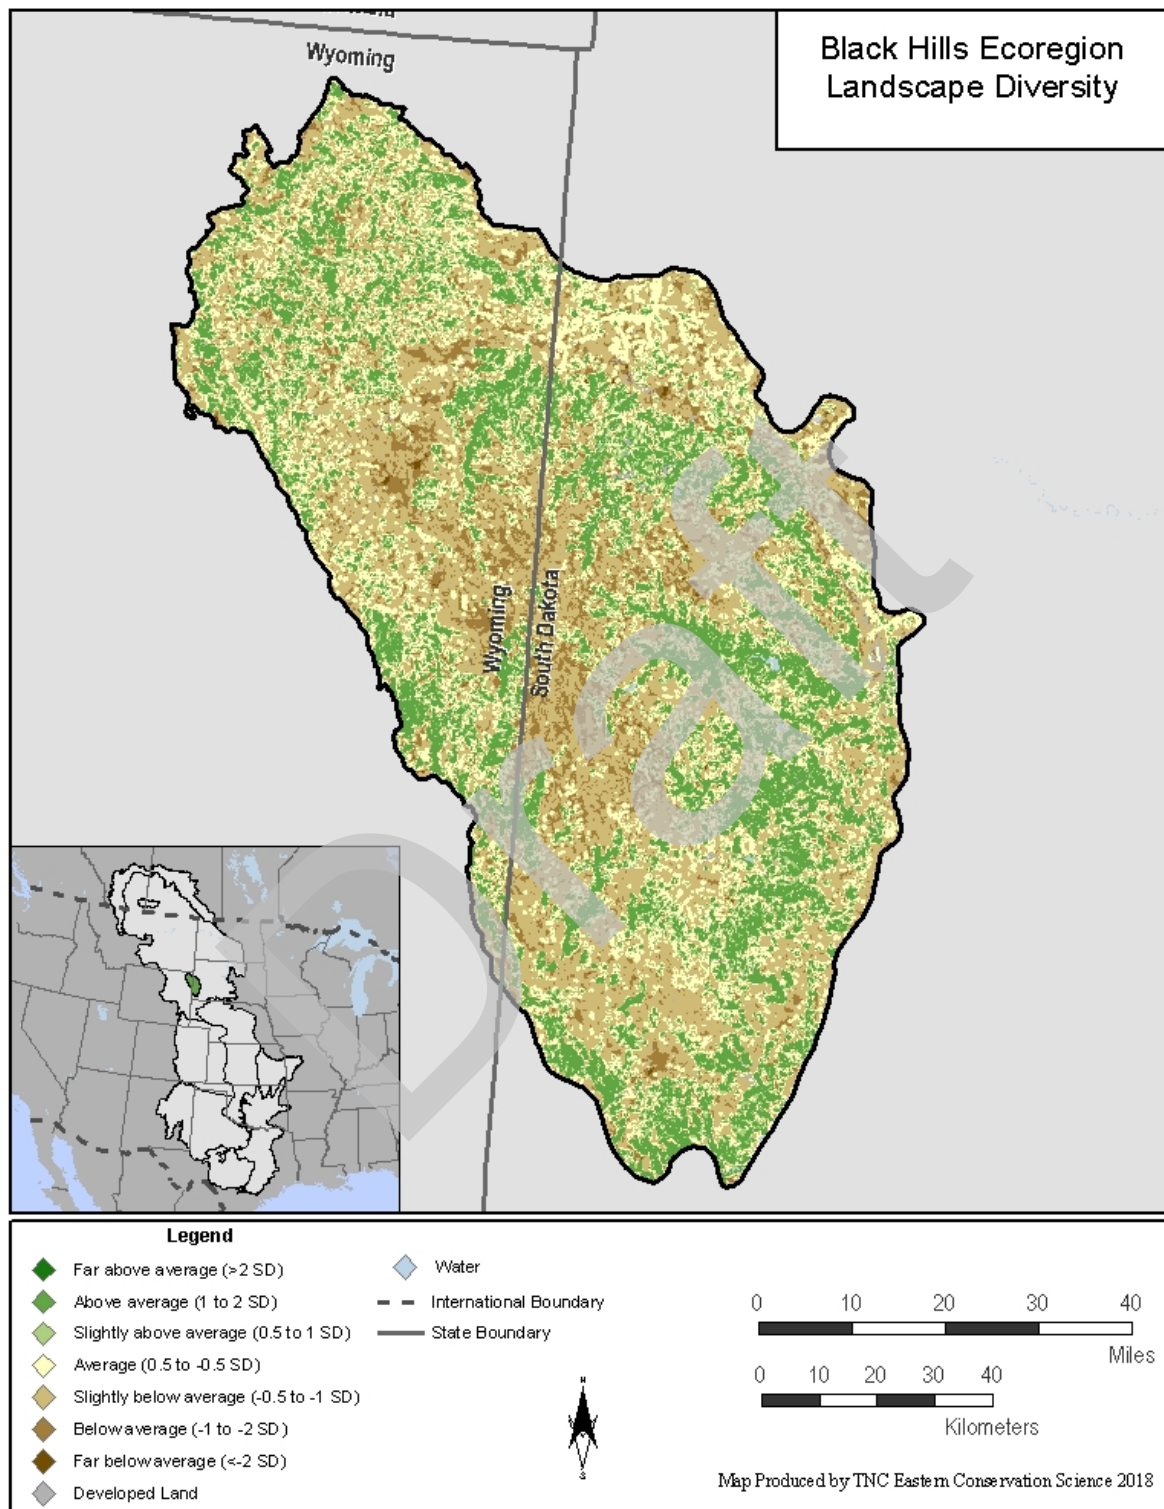 Black Hills Ecoregion
Landscape Diversity
Wyoming
Wyoming
South Dakota
Draft
Legend
Far above average (>2 SD)
Above average (1 to 2 SD)
Slightly above average (0.5 to 1 SD)
Average (0.5 to -0.5 SD)
Slightly below average (-0.5 to -1 SD)
Below average (-1 to -2 SD)
Far below average (<-2 SD)
Developed Land
Water
International Boundary
State Boundary
N
S
0 10 20 30 40
Miles
0 10 20 30 40
Kilometers
Map Produced by TNC Eastern Conservation Science 2018